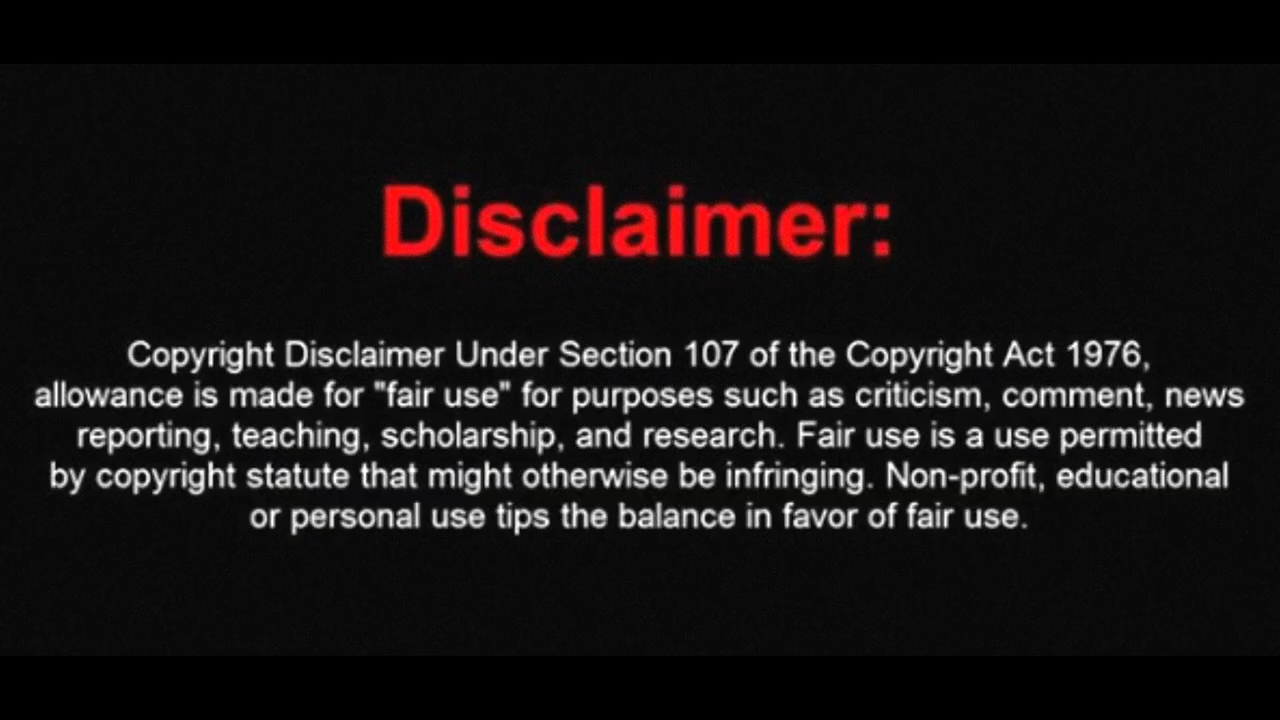 Disclaimer:
Copyright Disclaimer Under Section 107 of the Copyright Act 1976,
allowance is made for "fair use" for purposes such as criticism, comment, news
reporting, teaching, scholarship, and research. Fair use is a use permitted
by copyright statute that might otherwise be infringing. Non-profit, educational
or personal use tips the balance in favor of fair use.